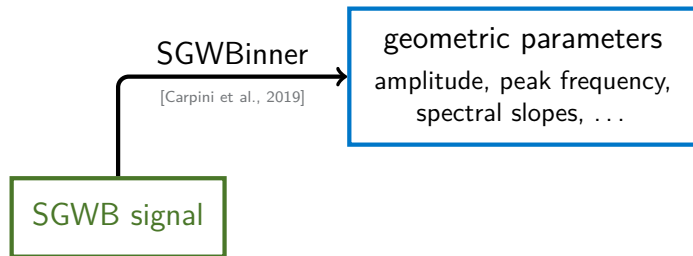 SGWBinner
[Carpini et al., 2019]
geometric parameters
amplitude, peak frequency,
spectral slopes, . . .
SGWB signal